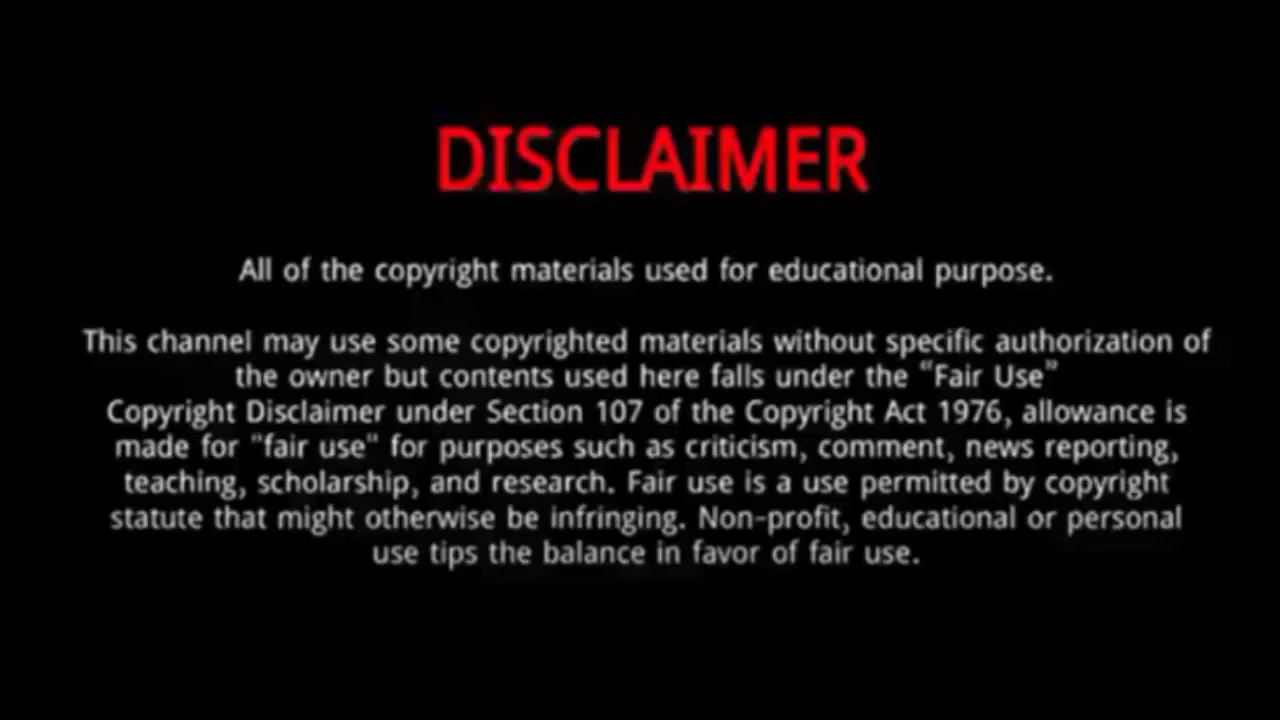 DISCLAIMER
All of the copyright materials used for educational purpose.
This channel may use some copyrighted materials without specific authorization of
the owner but contents used here falls under the “Fair Use”
Copyright Disclaimer under Section 107 of the Copyright Act 1976, allowance is
made for "fair use" for purposes such as criticism, comment, news reporting,
teaching, scholarship, and research. Fair use is a use permitted by copyright
statute that might otherwise be infringing. Non-profit, educational or personal
use tips the balance in favor of fair use.